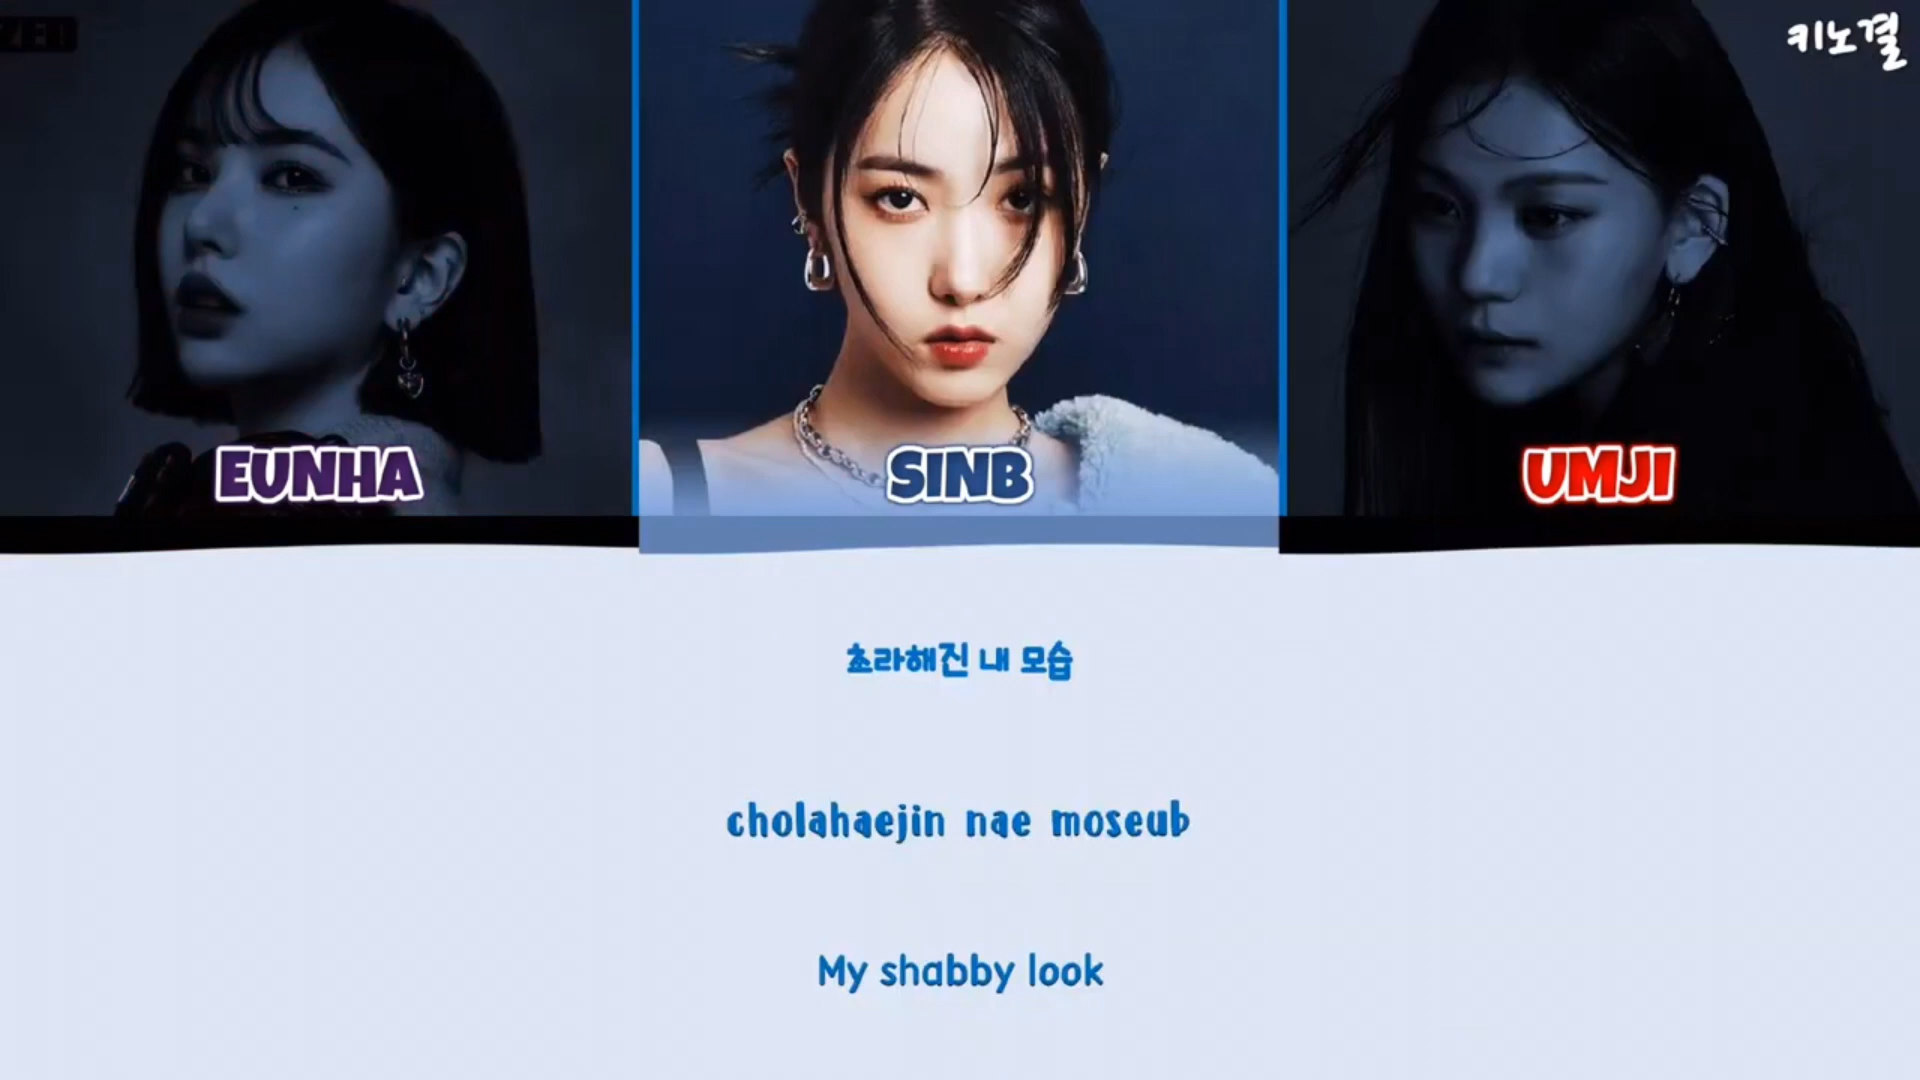 키노결
EUNHA
SINB
UMJI
초라해진 내 모습
cholahaejin nae moseub
My shabby look